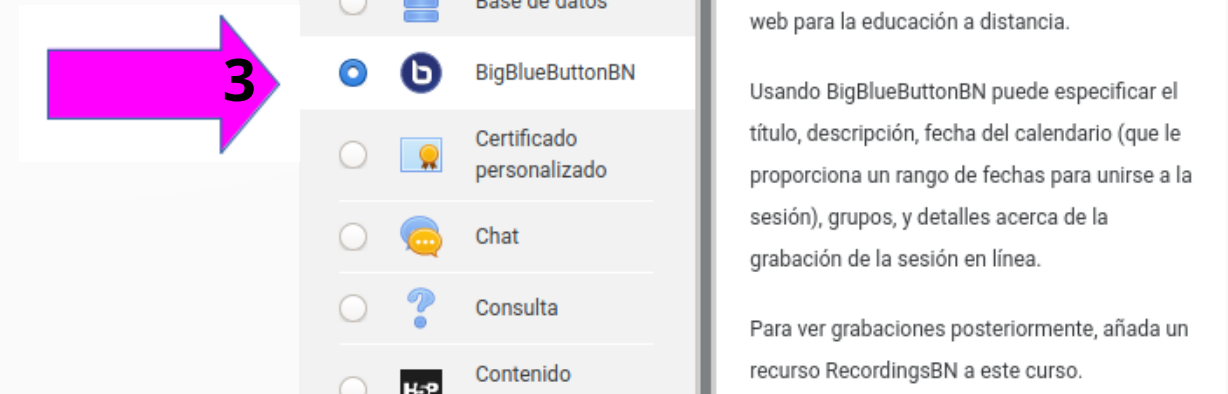 Base de datos
3
BigBlueButtonBN
Certificado
personalizado
Chat
Consulta
Contenido
H5P
web para la educación a distancia.
Usando BigBlueButtonBN puede especificar el
título, descripción, fecha del calendario (que le
proporciona un rango de fechas para unirse a la
sesión), grupos, y detalles acerca de la
grabación de la sesión en línea.
Para ver grabaciones posteriormente, añada un
recurso RecordingsBN a este curso.